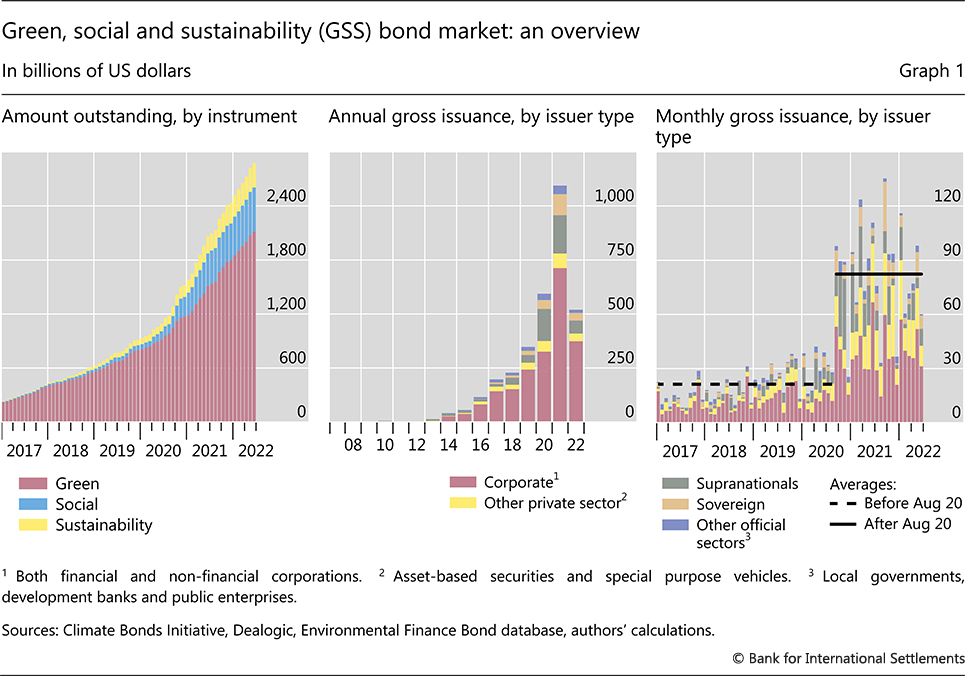 Green, social and sustainability (GSS) bond market: an overview
In billions of US dollars
Graph 1
Amount outstanding, by instrument
2,400
1,800
1,200
600
0
2017 2018 2019 2020 2021 2022
Green
Social
Sustainability
Annual gross issuance, by issuer type
1,000
750
500
250
0
08 10 12 14 16 18 20 22
Corporate¹
Other private sector²
Monthly gross issuance, by issuer
type
120
90
60
30
0
2017 2018 2019 2020 2021 2022
Supranationals
Sovereign
Other official
sectors³
Averages:
Before Aug 20
After Aug 20
¹ Both financial and non-financial corporations. ² Asset-based securities and special purpose vehicles. ³ Local governments,
development banks and public enterprises.
Sources: Climate Bonds Initiative, Dealogic, Environmental Finance Bond database, authors’ calculations.
© Bank for International Settlements